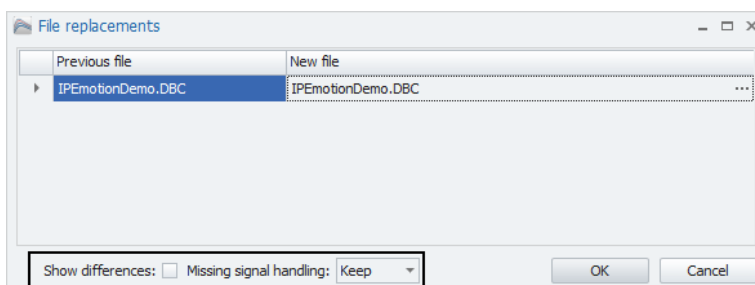 File replacements
Previous file New file
IPEmotionDemo.DBC IPEmotionDemo.DBC ...
Show differences: Missing signal handling: Keep OK Cancel